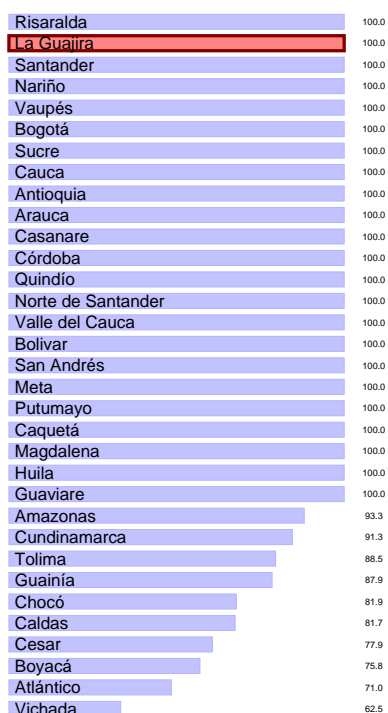 Risaralda 100.0
La Guajira 100.0
Santander 100.0
Nariño 100.0
Vaupés 100.0
Bogotá 100.0
Sucre 100.0
Cauca 100.0
Antioquia 100.0
Arauca 100.0
Casanare 100.0
Córdoba 100.0
Quindío 100.0
Norte de Santander 100.0
Valle del Cauca 100.0
Bolivar 100.0
San Andrés 100.0
Meta 100.0
Putumayo 100.0
Caquetá 100.0
Magdalena 100.0
Huila 100.0
Guaviare 100.0
Amazonas 93.3
Cundinamarca 91.3
Tolima 88.5
Guainía 87.9
Chocó 81.9
Caldas 81.7
Cesar 77.9
Boyacá 75.8
Atlántico 71.0
Vichada 62.5